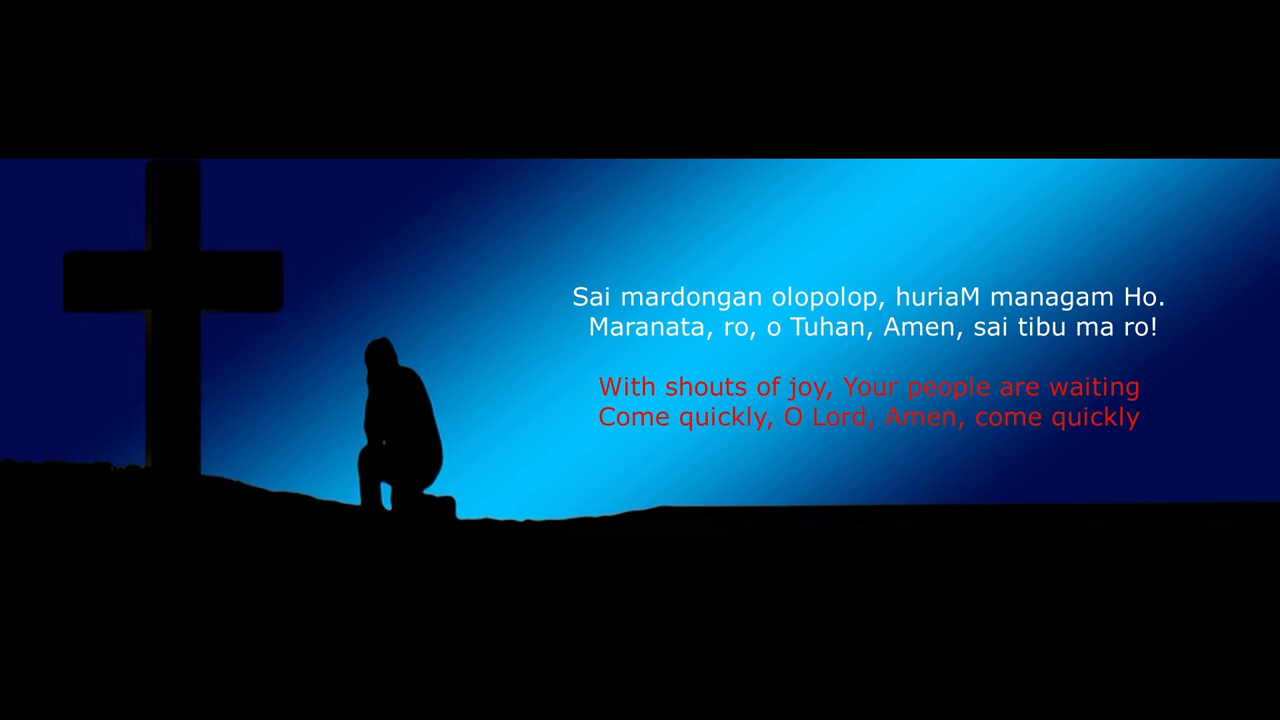 Sai mardongan olopolop, huriaM managam Ho.
Maranata, ro, o Tuhan, Amen, sai tibu ma ro!
With shouts of joy, Your people are waiting
Come quickly, O Lord, Amen, come quickly